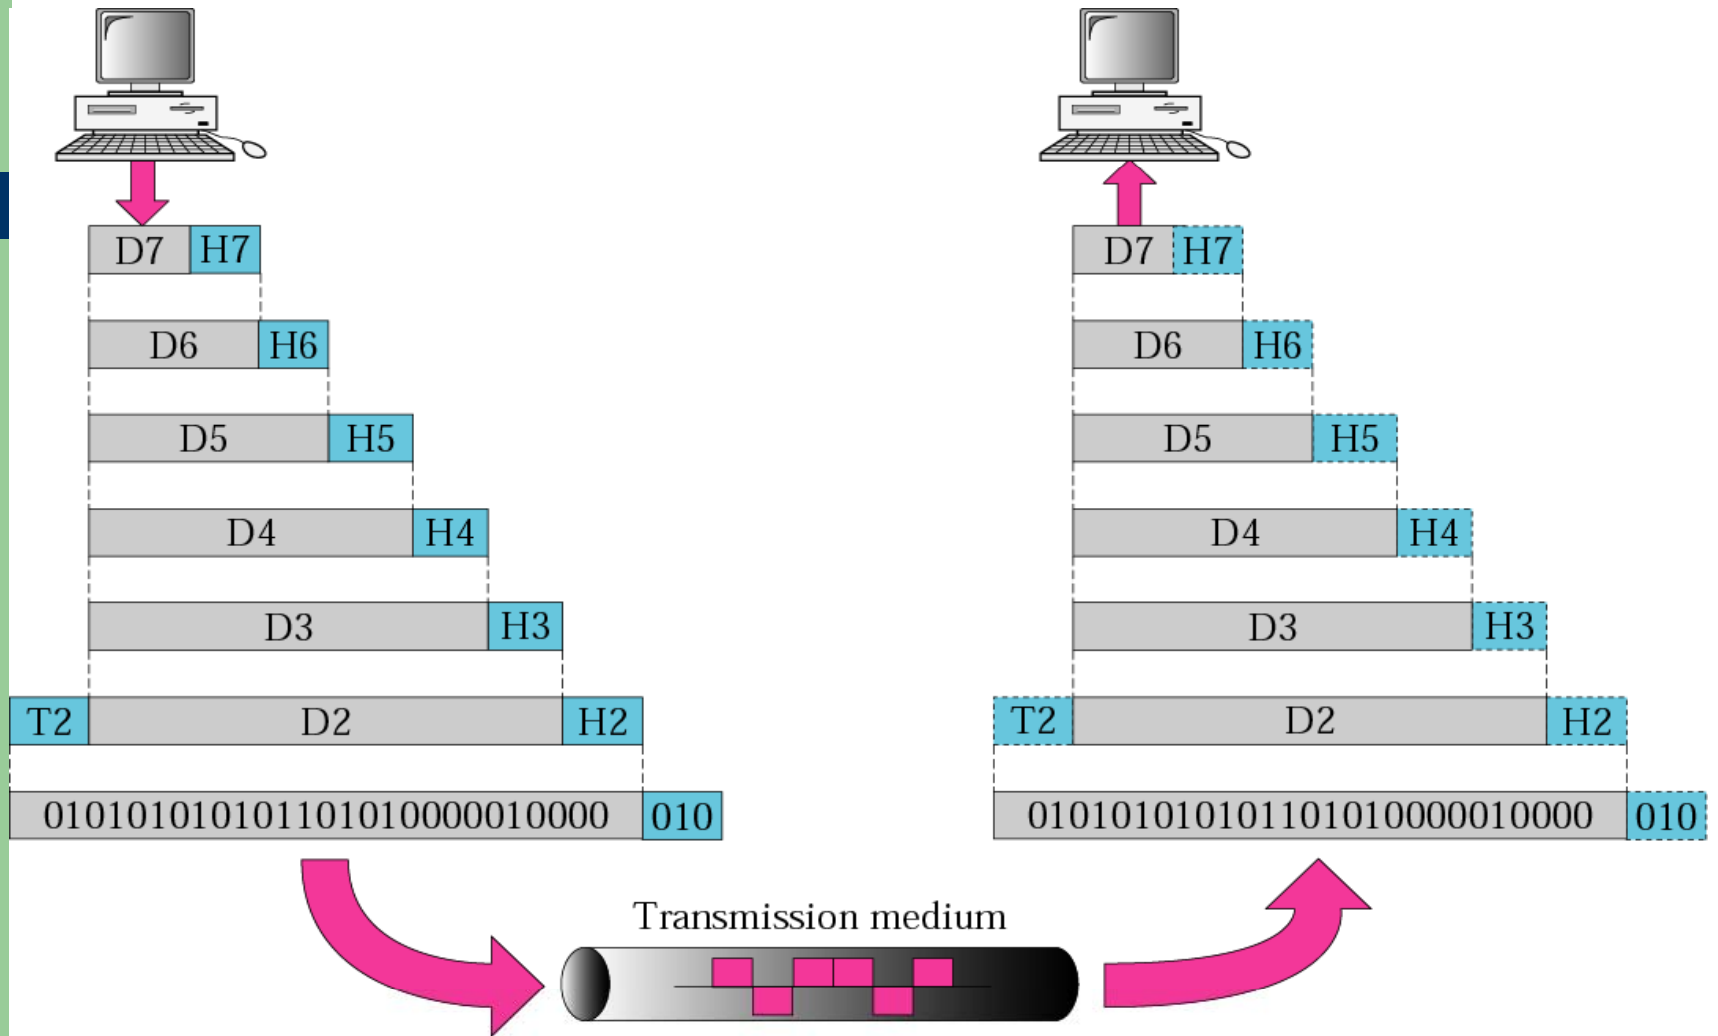 D7 H7
D6 H6
D5 H5
D4 H4
D3 H3
T2 D2 H2
010101010101101010000010000 010
Transmission medium
D7 H7
D6 H6
D5 H5
D4 H4
D3 H3
T2 D2 H2
010101010101101010000010000 010